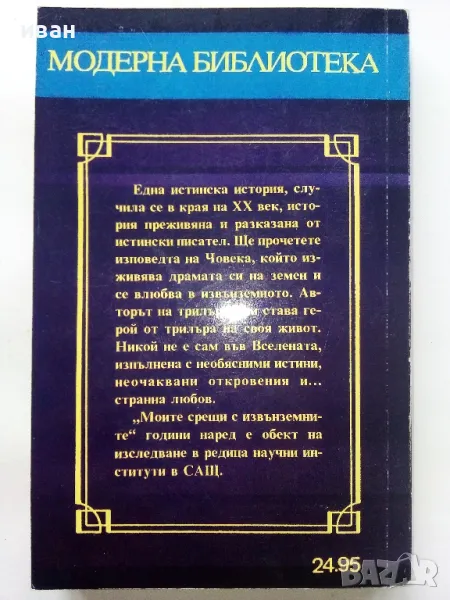 иван
МОДЕРНА БИБЛИОТЕКА
Една истинска история, слу-
чила се в края на XX век, исто-
рия преживяна и разказана от
истински писател. Ще прочетете
изповедта на Човека, който из-
живява драмата си на земен и
се влюбва в извънземното. Ав-
торът на трилъри става ге-
рой от трилъра на своя живот.
Никой не е сам във Вселената,
изпълнена с необясними истини,
неочаквани откровения и...
странна любов.
„Моите срещи с извънземни-
те“ години наред е обект на
изследване в редица научни ин-
ститути в САЩ.
24.95
BAZAR